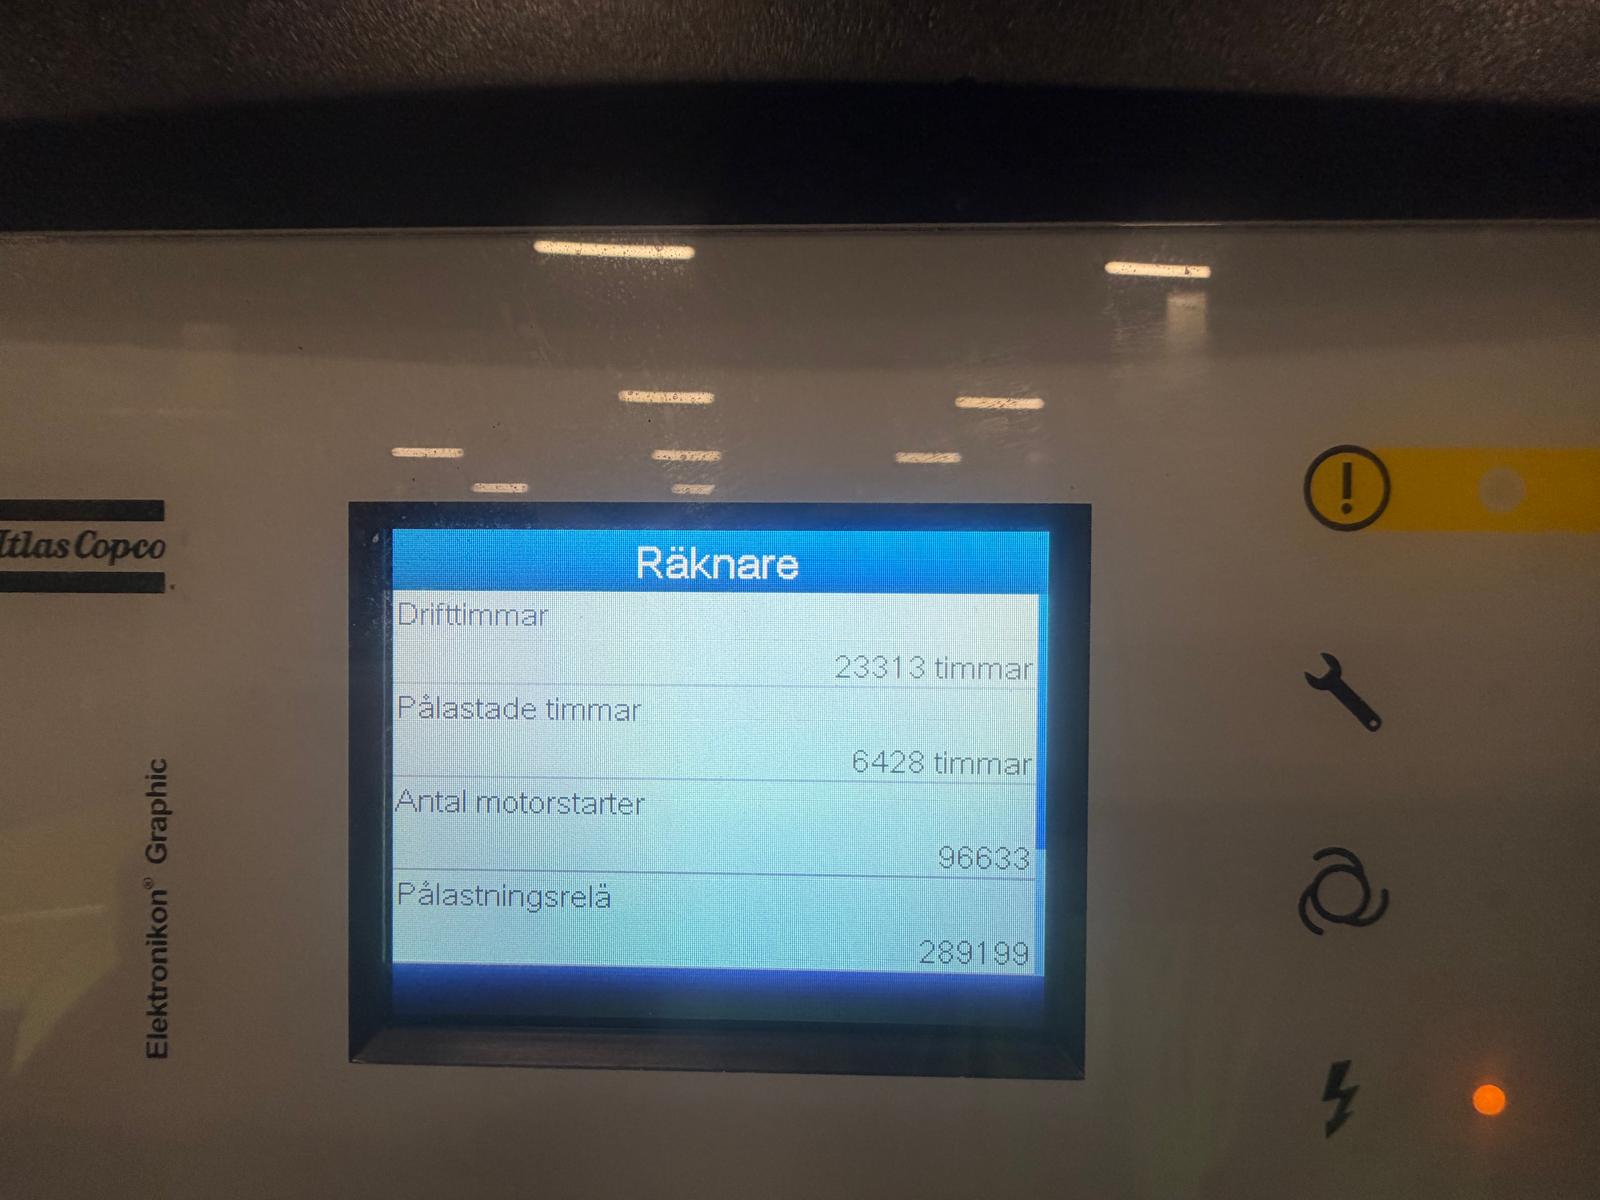 Atlas Copco
Elektronikon® Graphic
Räknare
Drifttimmar
23313 timmar
Pålastade timmar
6428 timmar
Antal motorstarter
96633
Pålastningsrelä
289199